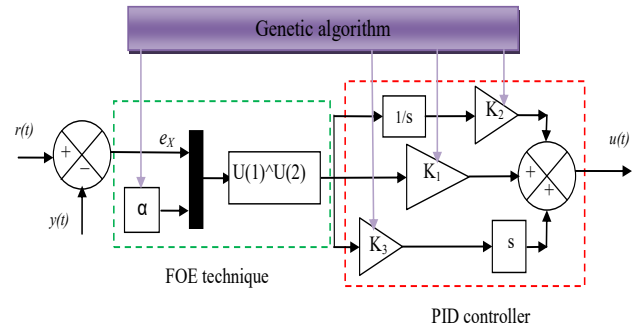 Genetic algorithm
r(t)
+
−
y(t)
e_X
α
U(1)^U(2)
FOE technique
1/s
K₂
K₁
K₃
s
+
+
+
u(t)
PID controller